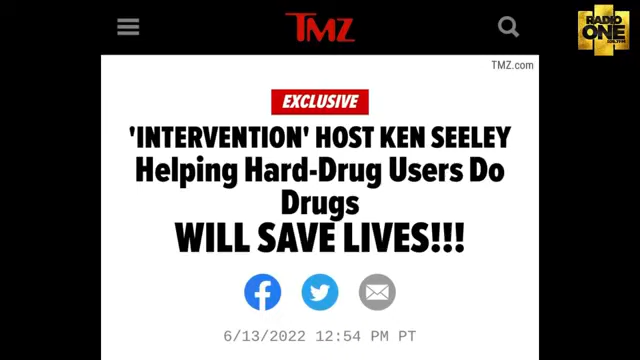 TMZ
RADIO
ONE
TMZ.com
EXCLUSIVE
'INTERVENTION' HOST KEN SEELEY
Helping Hard-Drug Users Do
Drugs
WILL SAVE LIVES!!!
6/13/2022 12:54 PM PT